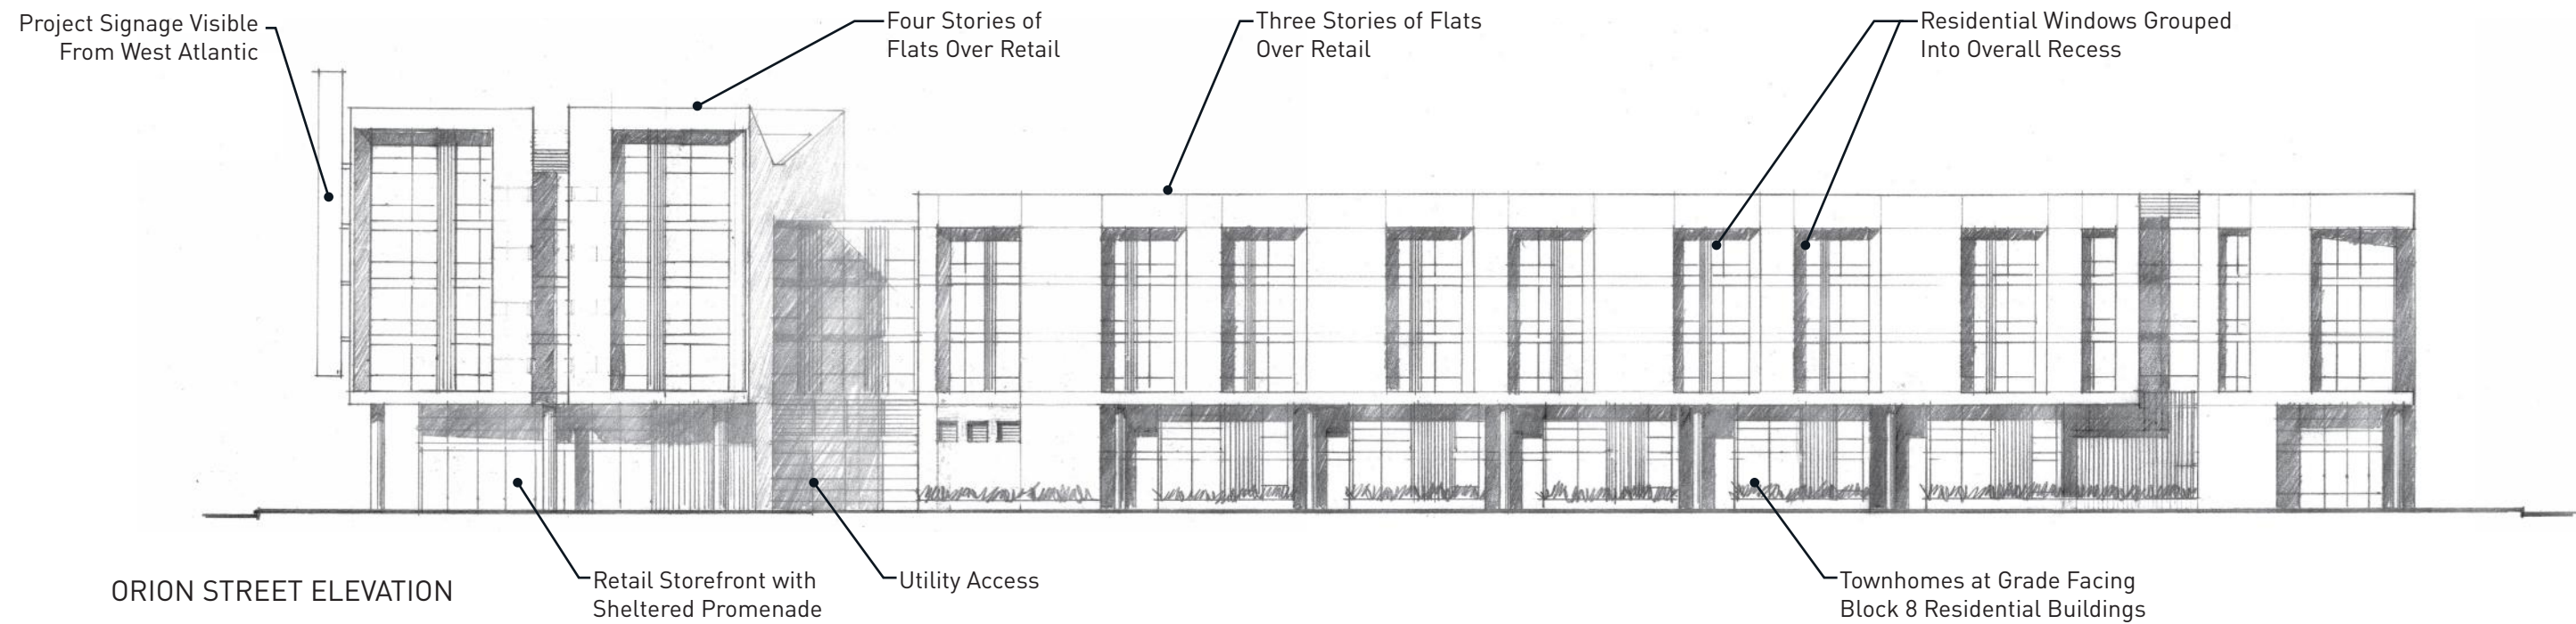 Project Signage Visible
From West Atlantic
Four Stories of
Flats Over Retail
Three Stories of Flats
Over Retail
Residential Windows Grouped
Into Overall Recess
ORION STREET ELEVATION
Retail Storefront with
Sheltered Promenade
Utility Access
Townhomes at Grade Facing
Block 8 Residential Buildings